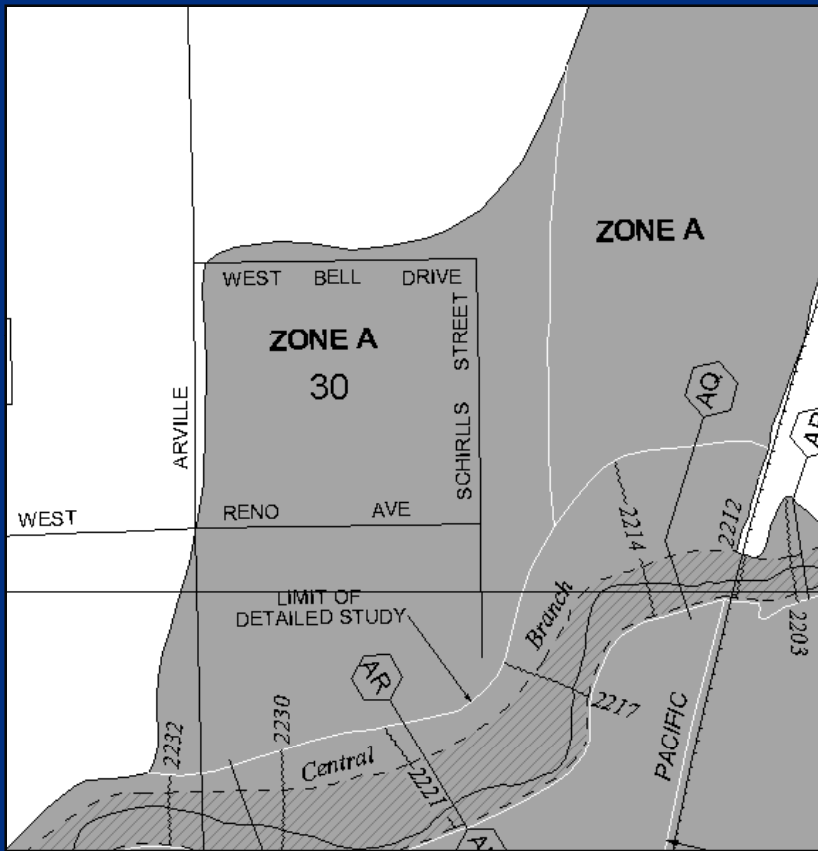 ZONE A
WEST BELL DRIVE
ZONE A
30
SCHIRLLS STREET
ARVILLE
AQ
WEST RENO AVE
2214
2212
LIMIT OF
DETAILED STUDY
Branch
2203
AR
2217
2232
2230
Central
2221
PACIFIC